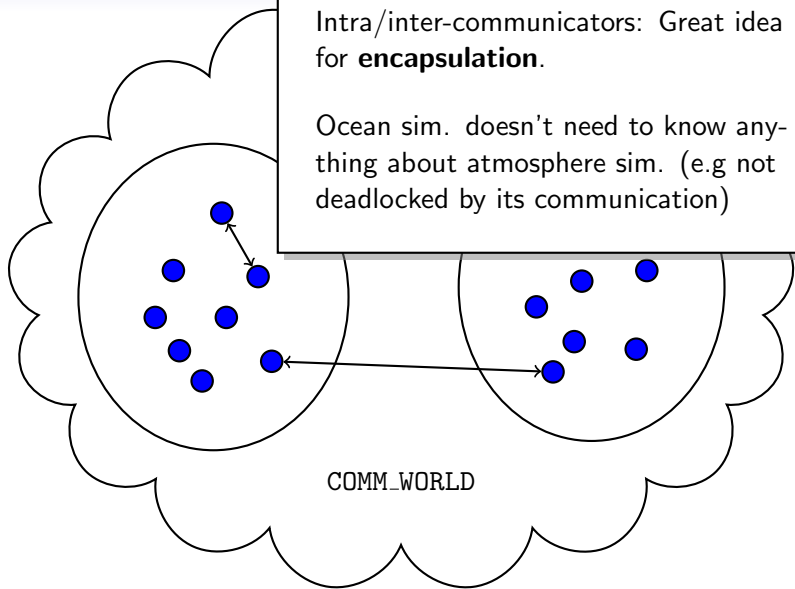 Intra/inter-communicators: Great idea
for encapsulation.
Ocean sim. doesn't need to know any-
thing about atmosphere sim. (e.g not
deadlocked by its communication)
COMM_WORLD